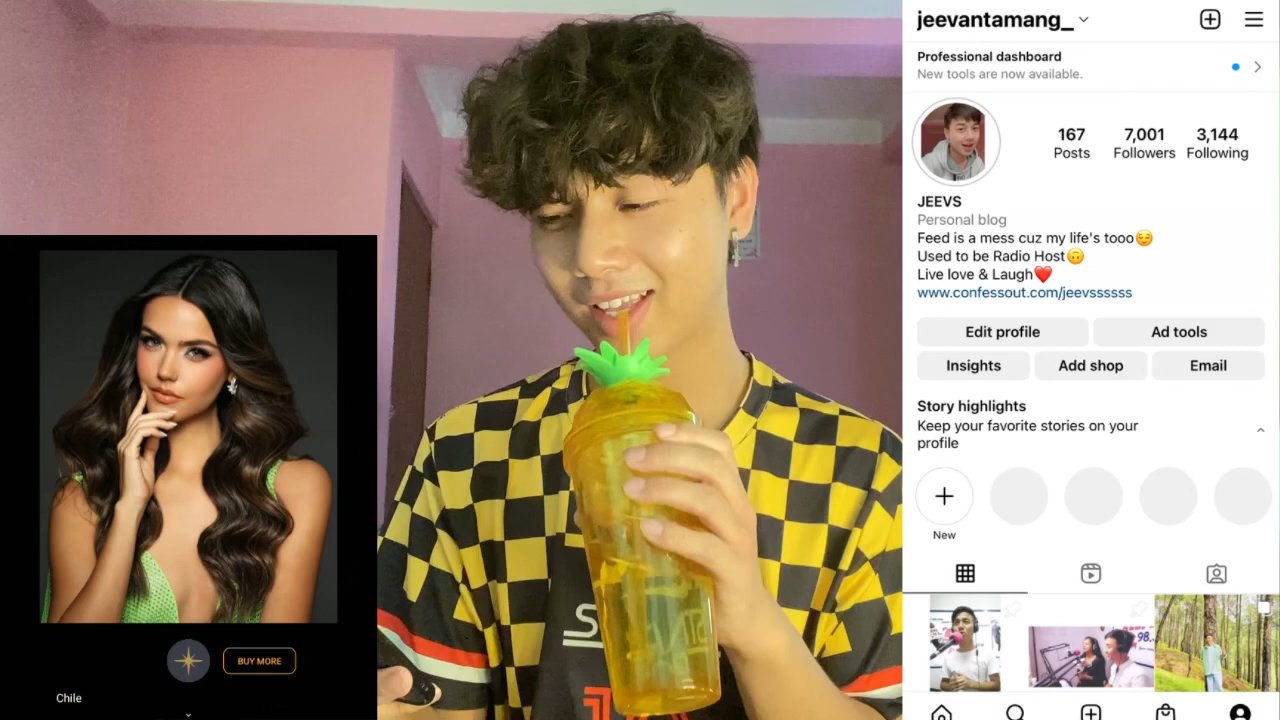 jeevantamang_
Professional dashboard
New tools are now available.
167 7,001 3,144
Posts Followers Following
JEEVS
Personal blog
Feed is a mess cuz my life's tooo😌
Used to be Radio Host🙃
Live love & Laugh❤️
www.confessout.com/jeevssssss
Edit profile Ad tools
Insights Add shop Email
Story highlights
Keep your favorite stories on your
profile
New
98.
BUY MORE
Chile